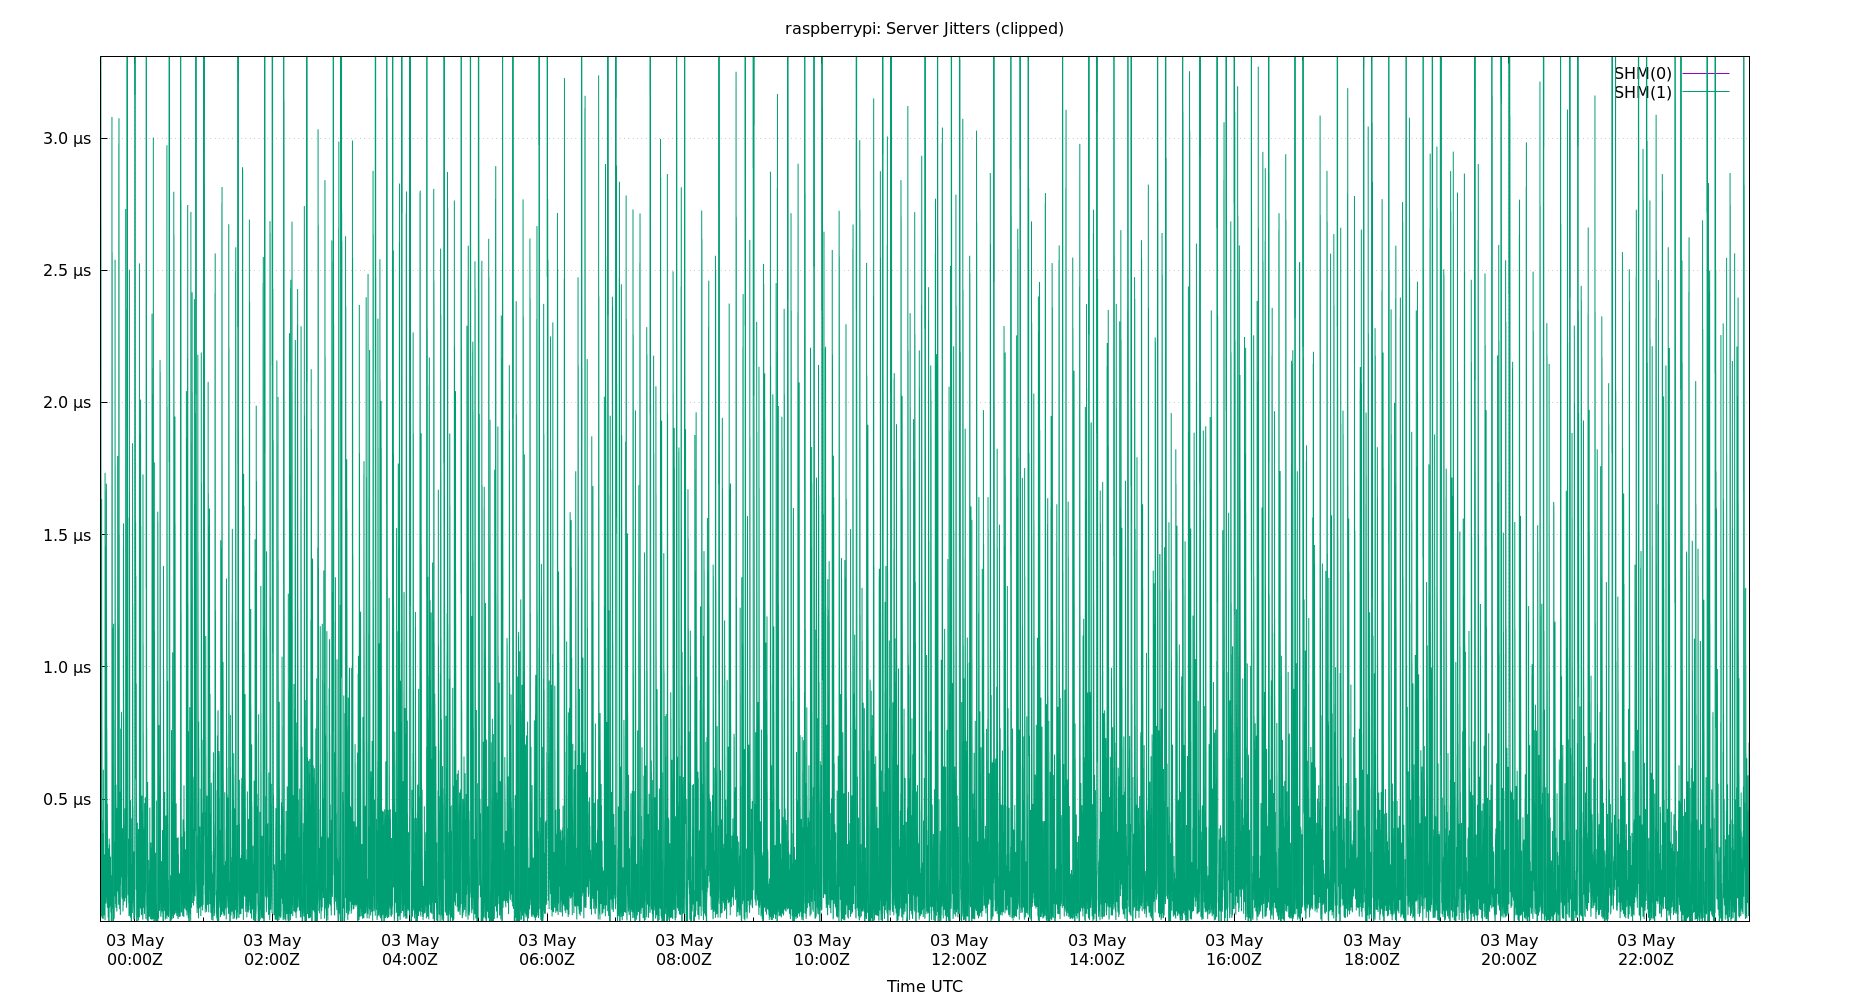 raspberrypi: Server Jitters (clipped)
SHM(0)
SHM(1)
3.0 µs
2.5 µs
2.0 µs
1.5 µs
1.0 µs
0.5 µs
03 May 03 May 03 May 03 May 03 May 03 May 03 May 03 May 03 May 03 May 03 May 03 May
00:00Z 02:00Z 04:00Z 06:00Z 08:00Z 10:00Z 12:00Z 14:00Z 16:00Z 18:00Z 20:00Z 22:00Z
Time UTC